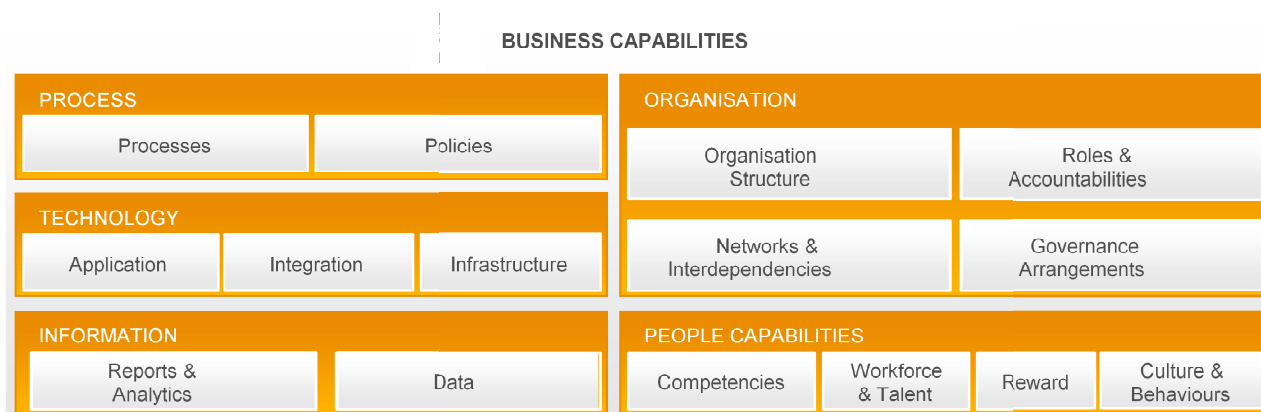 BUSINESS CAPABILITIES
PROCESS
Processes
Policies
TECHNOLOGY
Application
Integration
Infrastructure
INFORMATION
Reports &
Analytics
Data
ORGANISATION
Organisation
Structure
Roles &
Accountabilities
Networks &
Interdependencies
Governance
Arrangements
PEOPLE CAPABILITIES
Competencies
Workforce
& Talent
Reward
Culture &
Behaviours